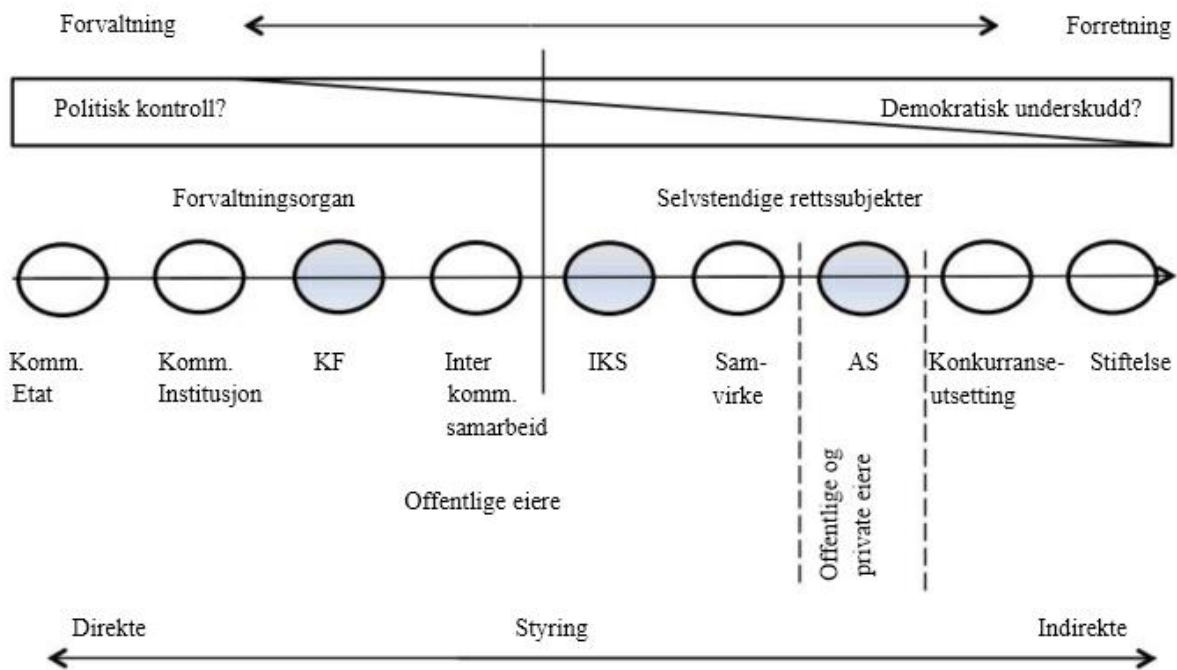 Forvaltning
Forretning
Politisk kontroll?
Demokratisk underskudd?
Forvaltningsorgan
Selvstendige rettssubjekter
Komm.
Etat
Komm.
Institusjon
KF
Inter
komm.
samarbeid
IKS
Sam-
virke
AS
Konkurranse-
utsetting
Stiftelse
Offentlige eiere
Offentlige og
private eiere
Direkte
Styring
Indirekte